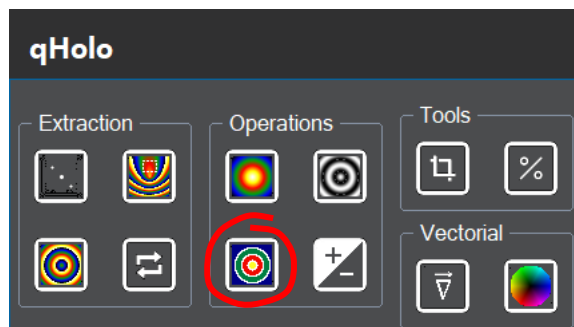 qHolo
Extraction
Operations
Tools
%
Vectorial